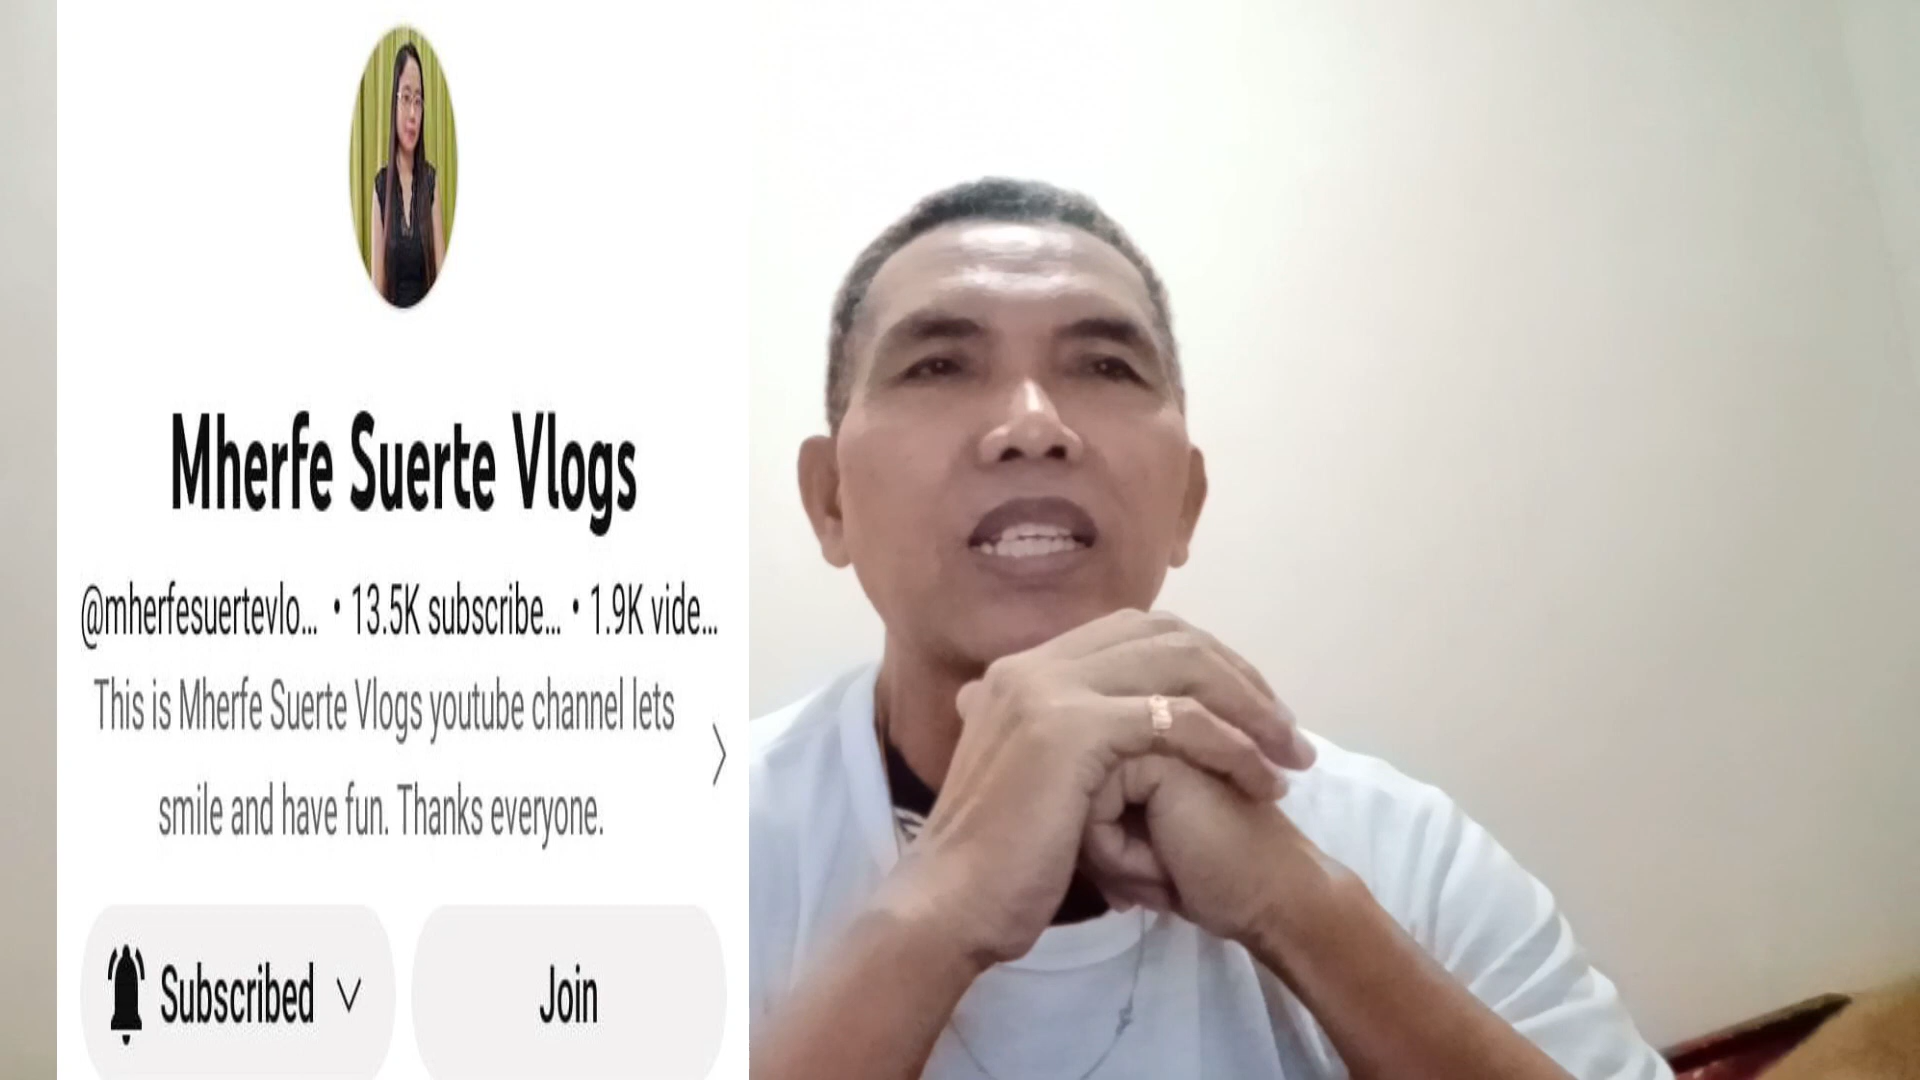 Mherfe Suerte Vlogs
@mherfesuertevlo... • 13.5K subscribe... • 1.9K vide...
This is Mherfe Suerte Vlogs youtube channel lets
smile and have fun. Thanks everyone.
Subscribed
Join